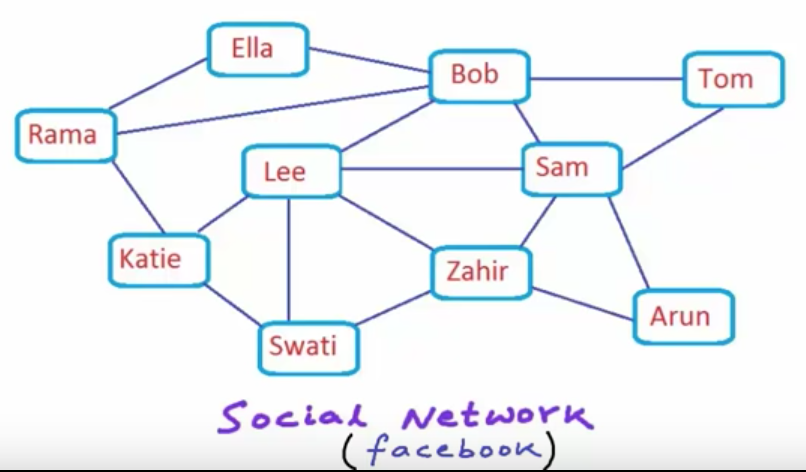 Ella
Bob
Tom
Rama
Lee
Sam
Katie
Zahir
Arun
Swati
Social Network
(facebook)